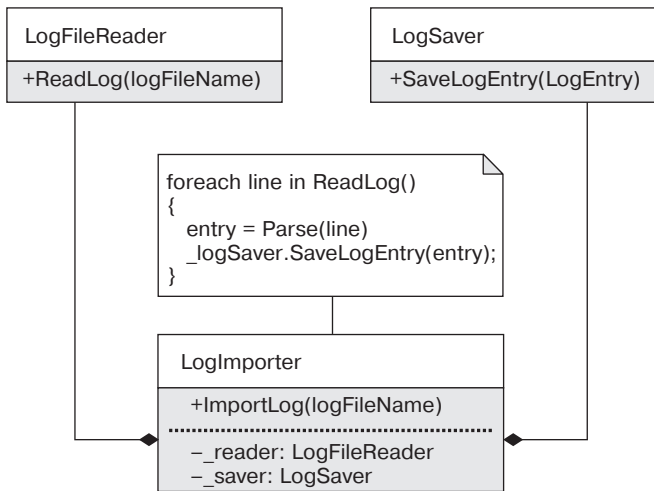 LogFileReader
+ReadLog(logFileName)
LogSaver
+SaveLogEntry(LogEntry)
foreach line in ReadLog()
{
entry = Parse(line)
_logSaver.SaveLogEntry(entry);
}
LogImporter
+ImportLog(logFileName)
–_reader: LogFileReader
–_saver: LogSaver